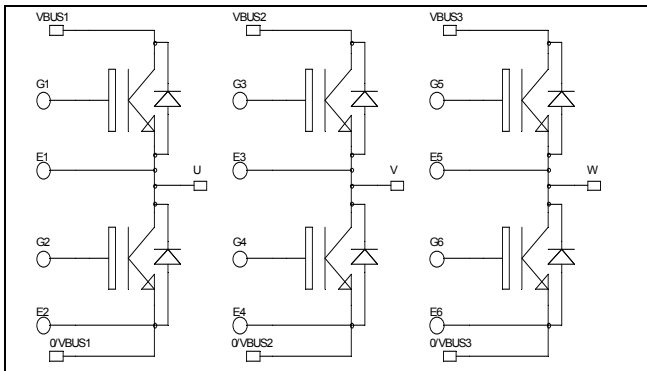 VBUS1 VBUS2 VBUS3
G1 G3 G5
E1 E3 E5
U V W
G2 G4 G6
E2 E4 E6
0/VBUS1 0/VBUS2 0/VBUS3